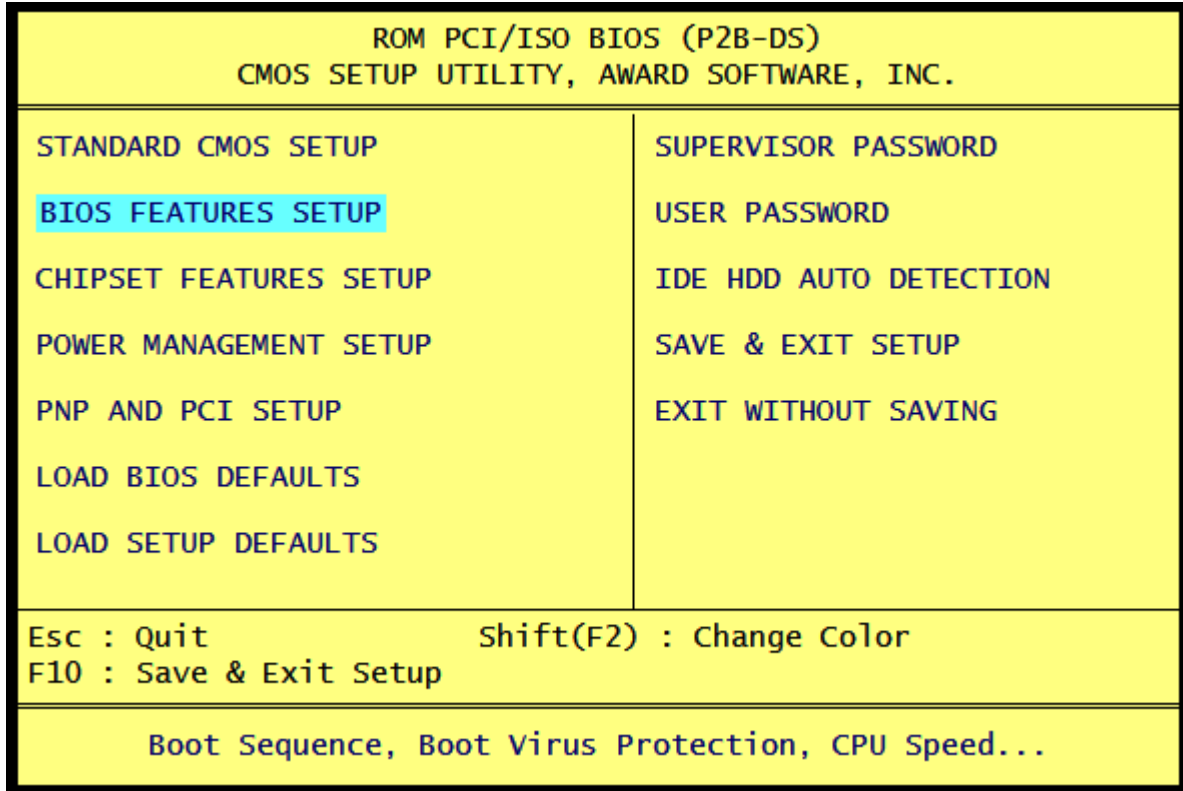 ROM PCI/ISO BIOS (P2B-DS)
CMOS SETUP UTILITY, AWARD SOFTWARE, INC.
STANDARD CMOS SETUP
BIOS FEATURES SETUP
CHIPSET FEATURES SETUP
POWER MANAGEMENT SETUP
PNP AND PCI SETUP
LOAD BIOS DEFAULTS
LOAD SETUP DEFAULTS
SUPERVISOR PASSWORD
USER PASSWORD
IDE HDD AUTO DETECTION
SAVE & EXIT SETUP
EXIT WITHOUT SAVING
Esc : Quit Shift(F2) : Change Color
F10 : Save & Exit Setup
Boot Sequence, Boot Virus Protection, CPU Speed...